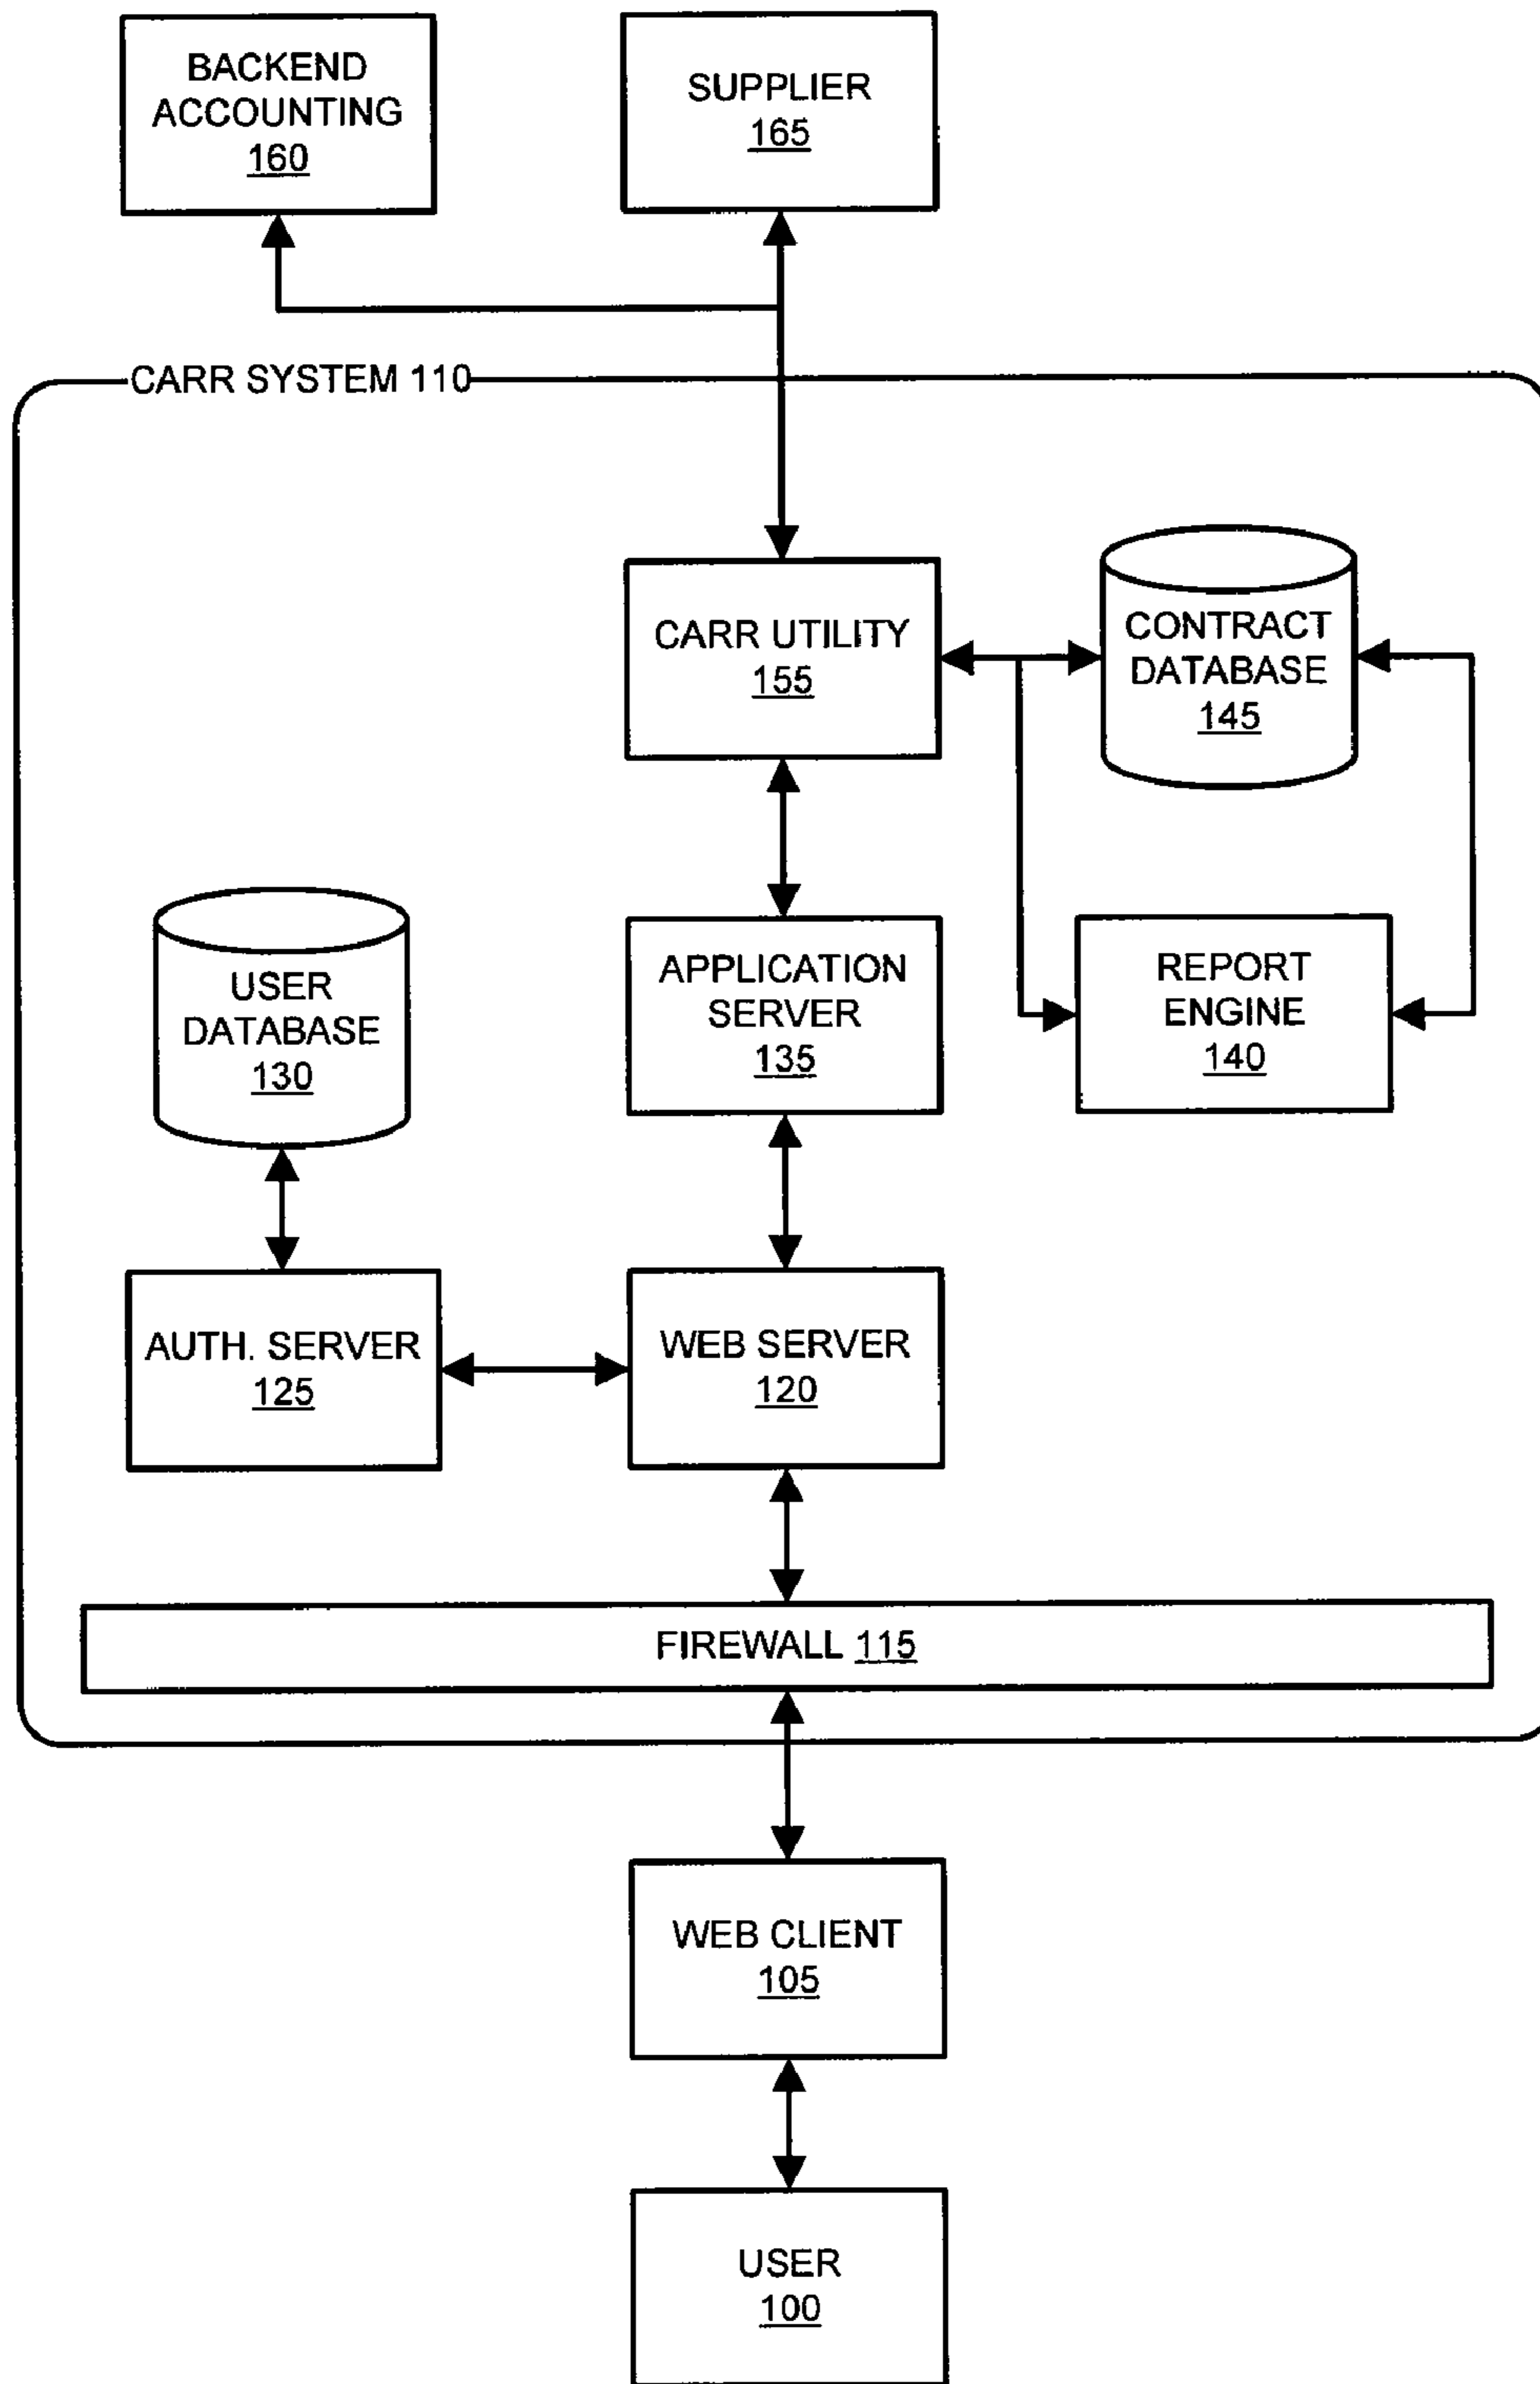 BACKEND
ACCOUNTING
160
SUPPLIER
165
CARR SYSTEM 110
CARR UTILITY
155
CONTRACT
DATABASE
145
USER
DATABASE
130
APPLICATION
SERVER
135
REPORT
ENGINE
140
AUTH. SERVER
125
WEB SERVER
120
FIREWALL 115
WEB CLIENT
105
USER
100